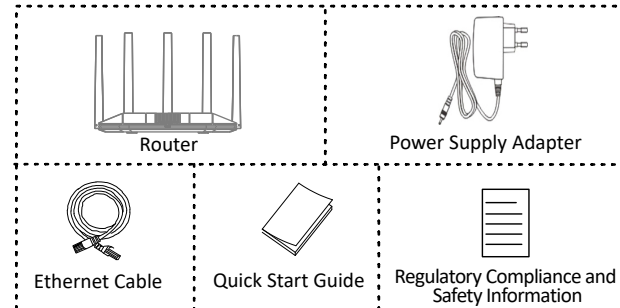 Router
Power Supply Adapter
Ethernet Cable
Quick Start Guide
Regulatory Compliance and
Safety Information